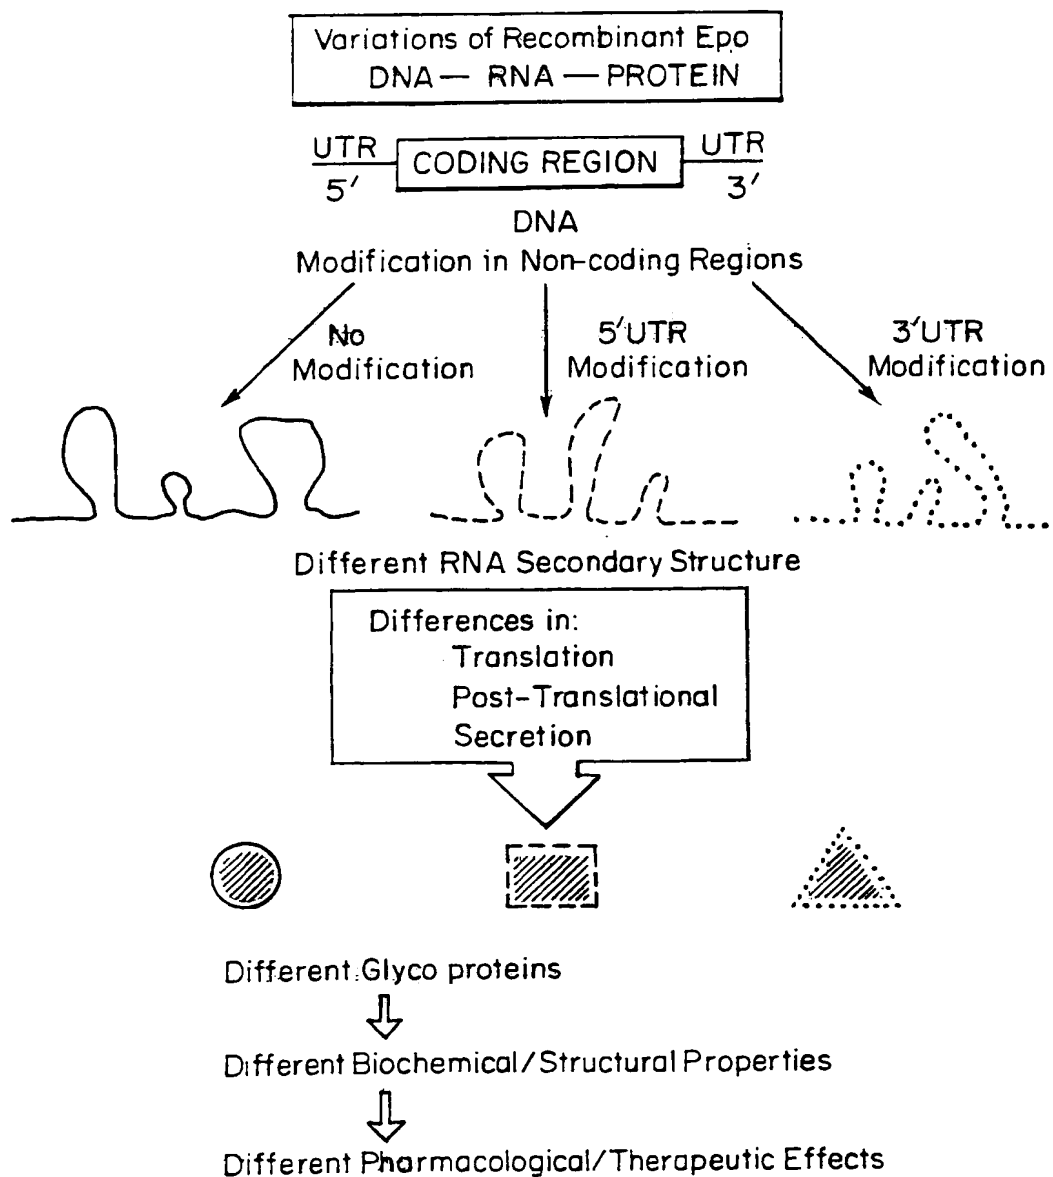 Variations of Recombinant Epo
DNA — RNA — PROTEIN
UTR CODING REGION UTR
5' 3'
DNA
Modification in Non-coding Regions
No Modification
5'UTR Modification
3'UTR Modification
Different RNA Secondary Structure
Differences in:
Translation
Post-Translational
Secretion
Different Glyco proteins
Different Biochemical/Structural Properties
Different Pharmacological/Therapeutic Effects